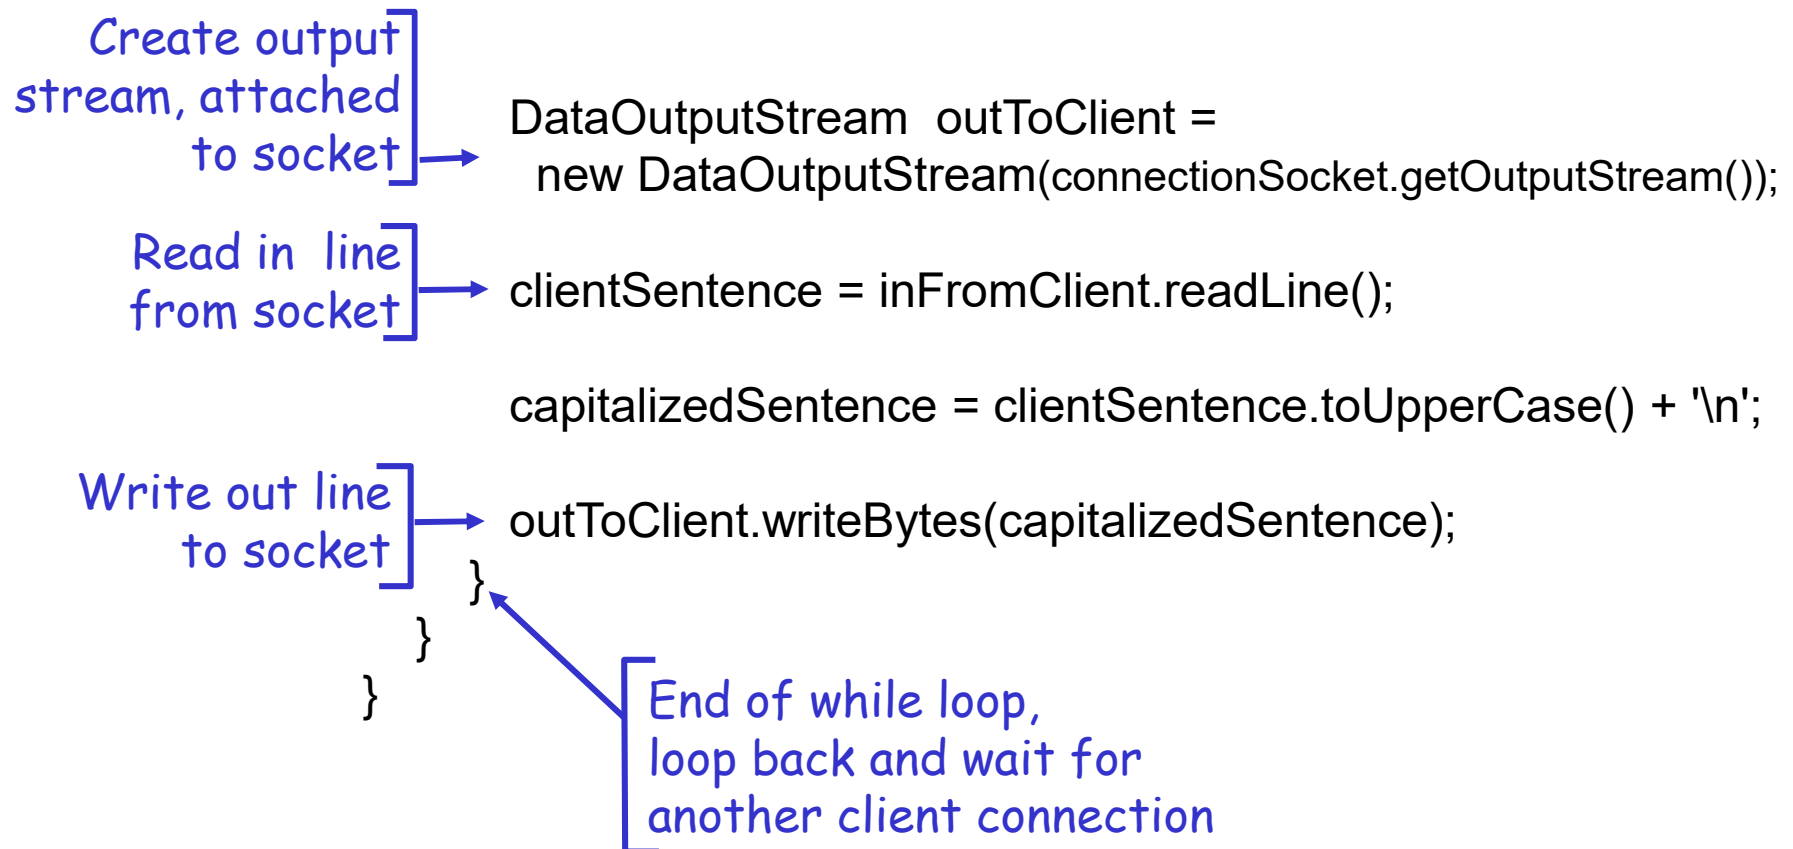 Create output
stream, attached
to socket
DataOutputStream outToClient =
new DataOutputStream(connectionSocket.getOutputStream());
Read in line
from socket
clientSentence = inFromClient.readLine();
capitalizedSentence = clientSentence.toUpperCase() + '\n';
Write out line
to socket
outToClient.writeBytes(capitalizedSentence);
}
}
}
End of while loop,
loop back and wait for
another client connection